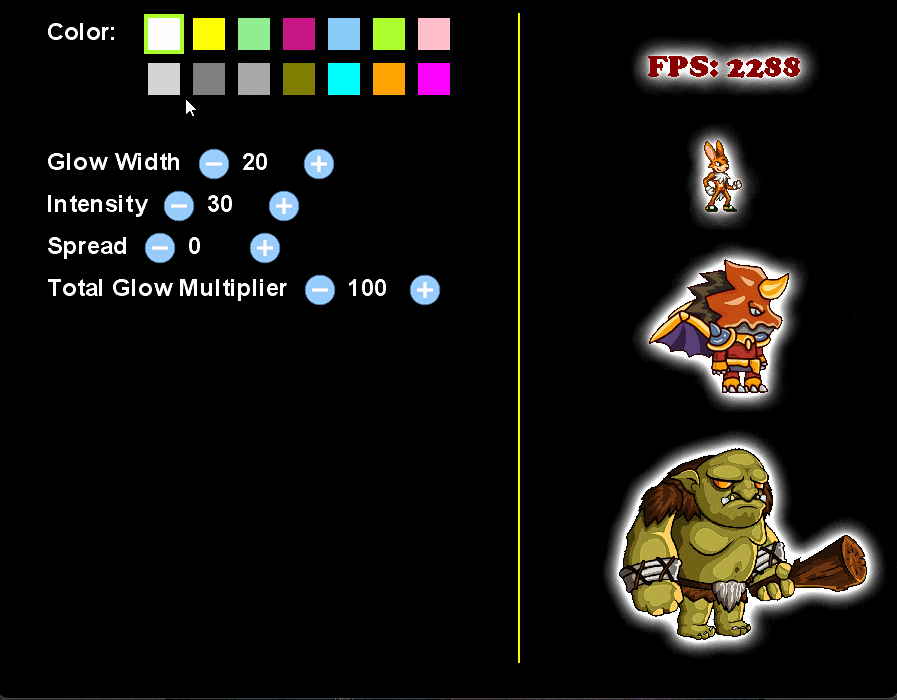 Color:
FPS: 2288
Glow Width 20
Intensity 30
Spread 0
Total Glow Multiplier 100